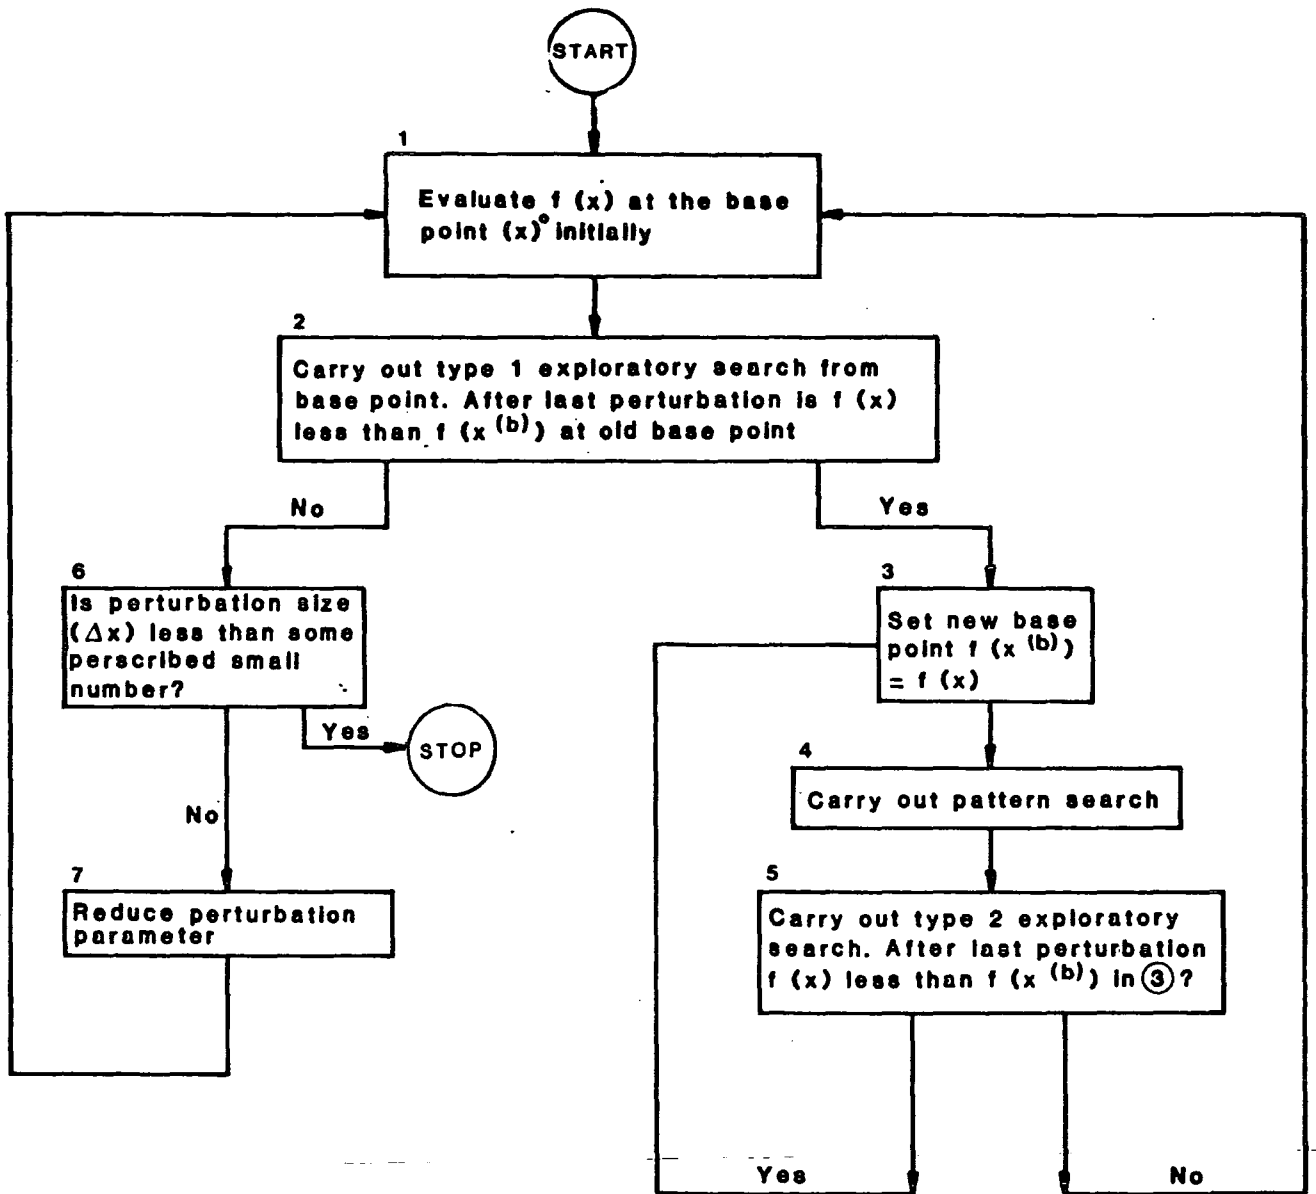 START
1
Evaluate f (x) at the base
point (x)° initially
2
Carry out type 1 exploratory search from
base point. After last perturbation is f (x)
less than f (x (b)) at old base point
No
Yes
6
Is perturbation size
(Δx) less than some
perscribed small
number?
3
Set new base
point f (x (b))
= f (x)
Yes
STOP
4
Carry out pattern search
No
7
Reduce perturbation
parameter
5
Carry out type 2 exploratory
search. After last perturbation
f (x) less than f (x (b)) in ③?
Yes
No